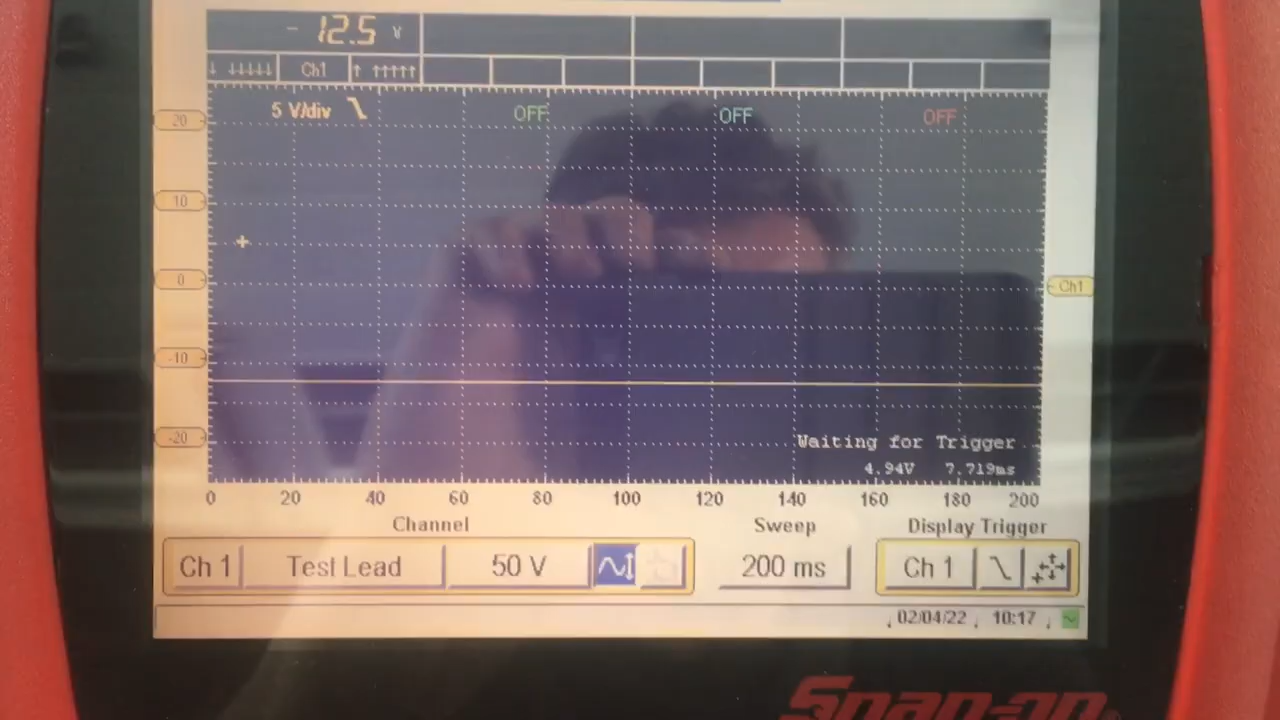 - 12.5 V
↓ ↓↓↓↓↓ Ch1 ↑ ↑↑↑↑↑
5 V/div OFF OFF OFF
20
10
0
Ch1
-10
-20
Waiting for Trigger
4.94V 7.719ms
0 20 40 60 80 100 120 140 160 180 200
Channel Sweep Display Trigger
Ch 1 Test Lead 50 V 200 ms Ch 1
02/04/22 10:17
Snap-on